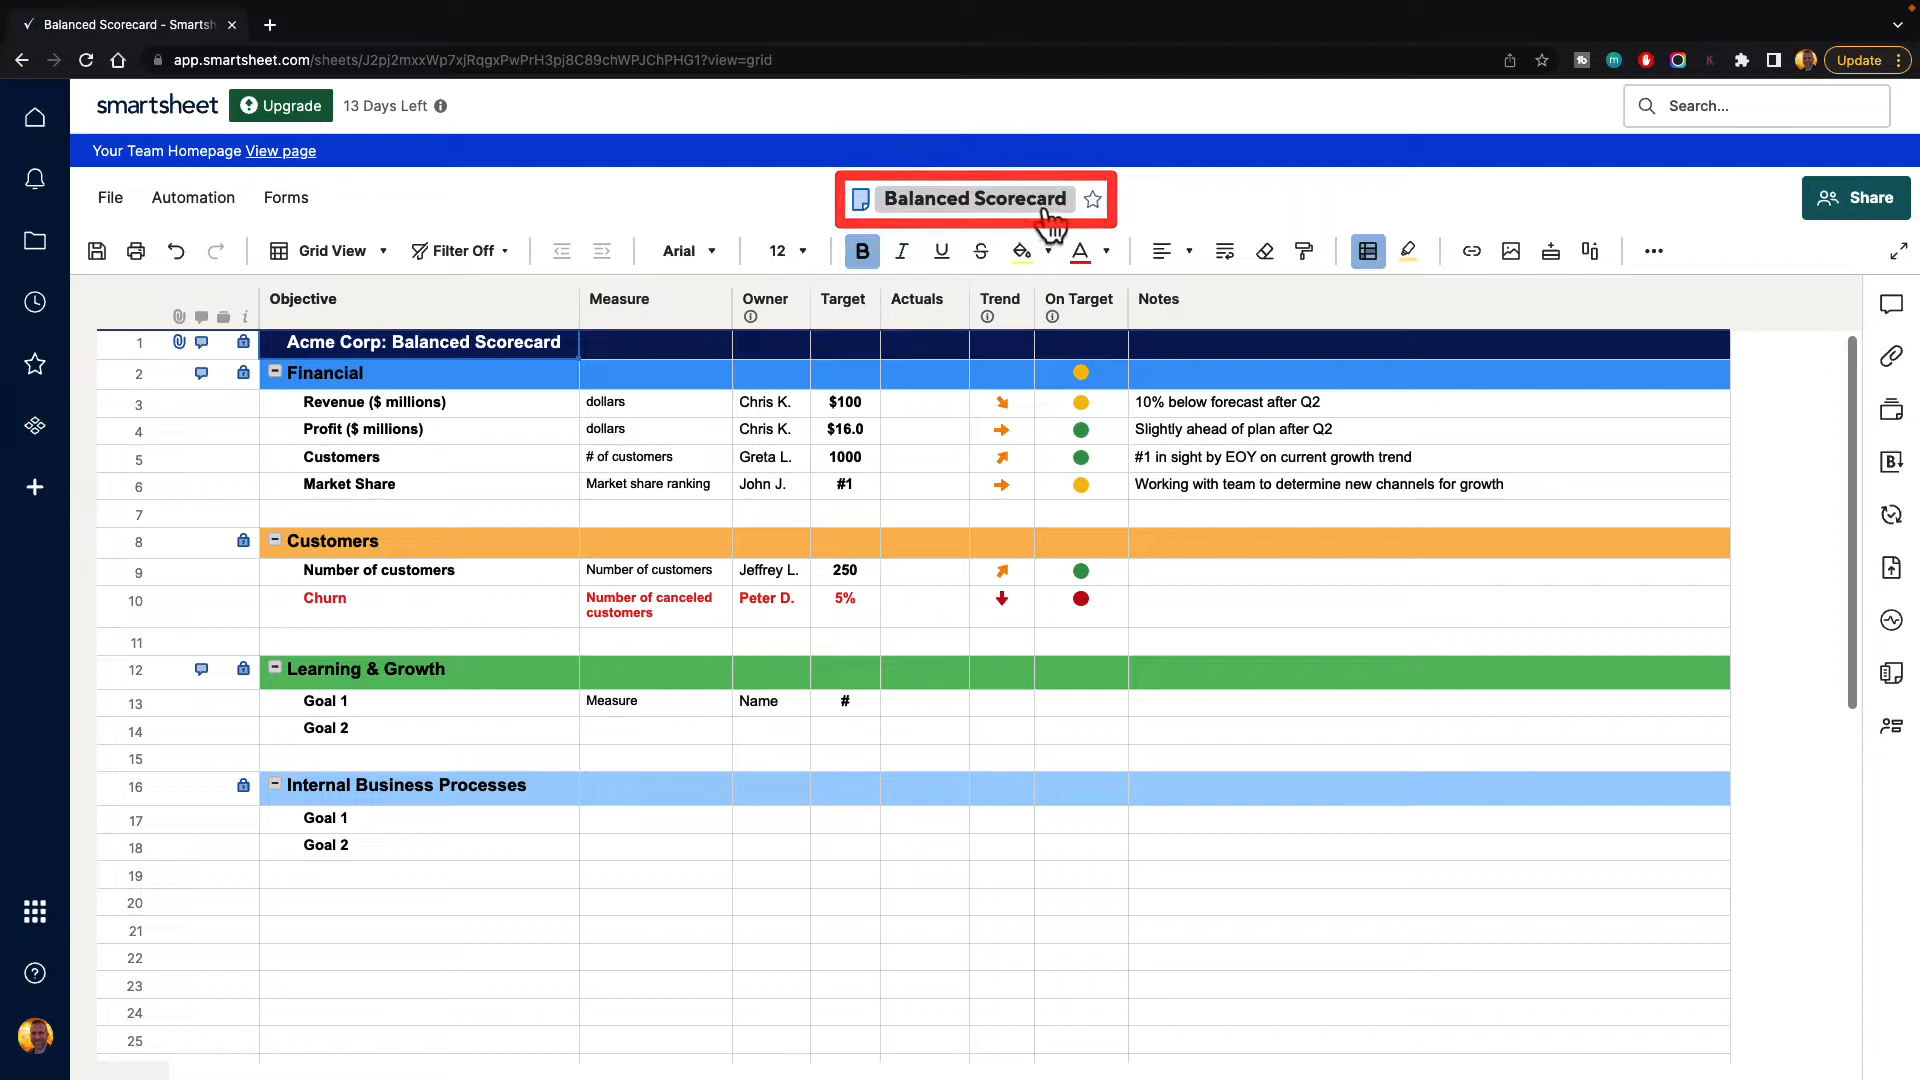 Balanced Scorecard - Smartsh
app.smartsheet.com/sheets/J2pj2mxxWp7xjRqgxPwPrH3pj8C89chWPJChPHG1?view=grid
Update
smartsheet
Upgrade
13 Days Left
Search...
Your Team Homepage View page
File Automation Forms
Balanced Scorecard
Share
Grid View Filter Off Arial 12 B I U S A
Objective Measure Owner Target Actuals Trend On Target Notes
1 Acme Corp: Balanced Scorecard
2 Financial
3 Revenue ($ millions) dollars Chris K. $100 10% below forecast after Q2
4 Profit ($ millions) dollars Chris K. $16.0 Slightly ahead of plan after Q2
5 Customers # of customers Greta L. 1000 #1 in sight by EOY on current growth trend
6 Market Share Market share ranking John J. #1 Working with team to determine new channels for growth
7
8 Customers
9 Number of customers Number of customers Jeffrey L. 250
10 Churn Number of canceled customers Peter D. 5%
11
12 Learning & Growth
13 Goal 1 Measure Name #
14 Goal 2
15
16 Internal Business Processes
17 Goal 1
18 Goal 2
19
20
21
22
23
24
25